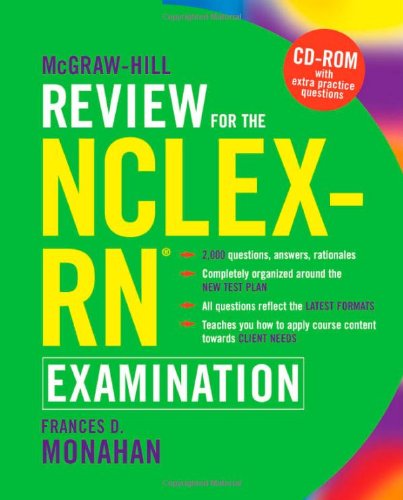 McGRAW-HILL
REVIEW FOR THE
NCLEX-
RN®
EXAMINATION
CD-ROM
with
extra practice
questions
2,000 questions, answers, rationales
Completely organized around the
NEW TEST PLAN
All questions reflect the LATEST FORMATS
Teaches you how to apply course content
towards CLIENT NEEDS
FRANCES D.
MONAHAN